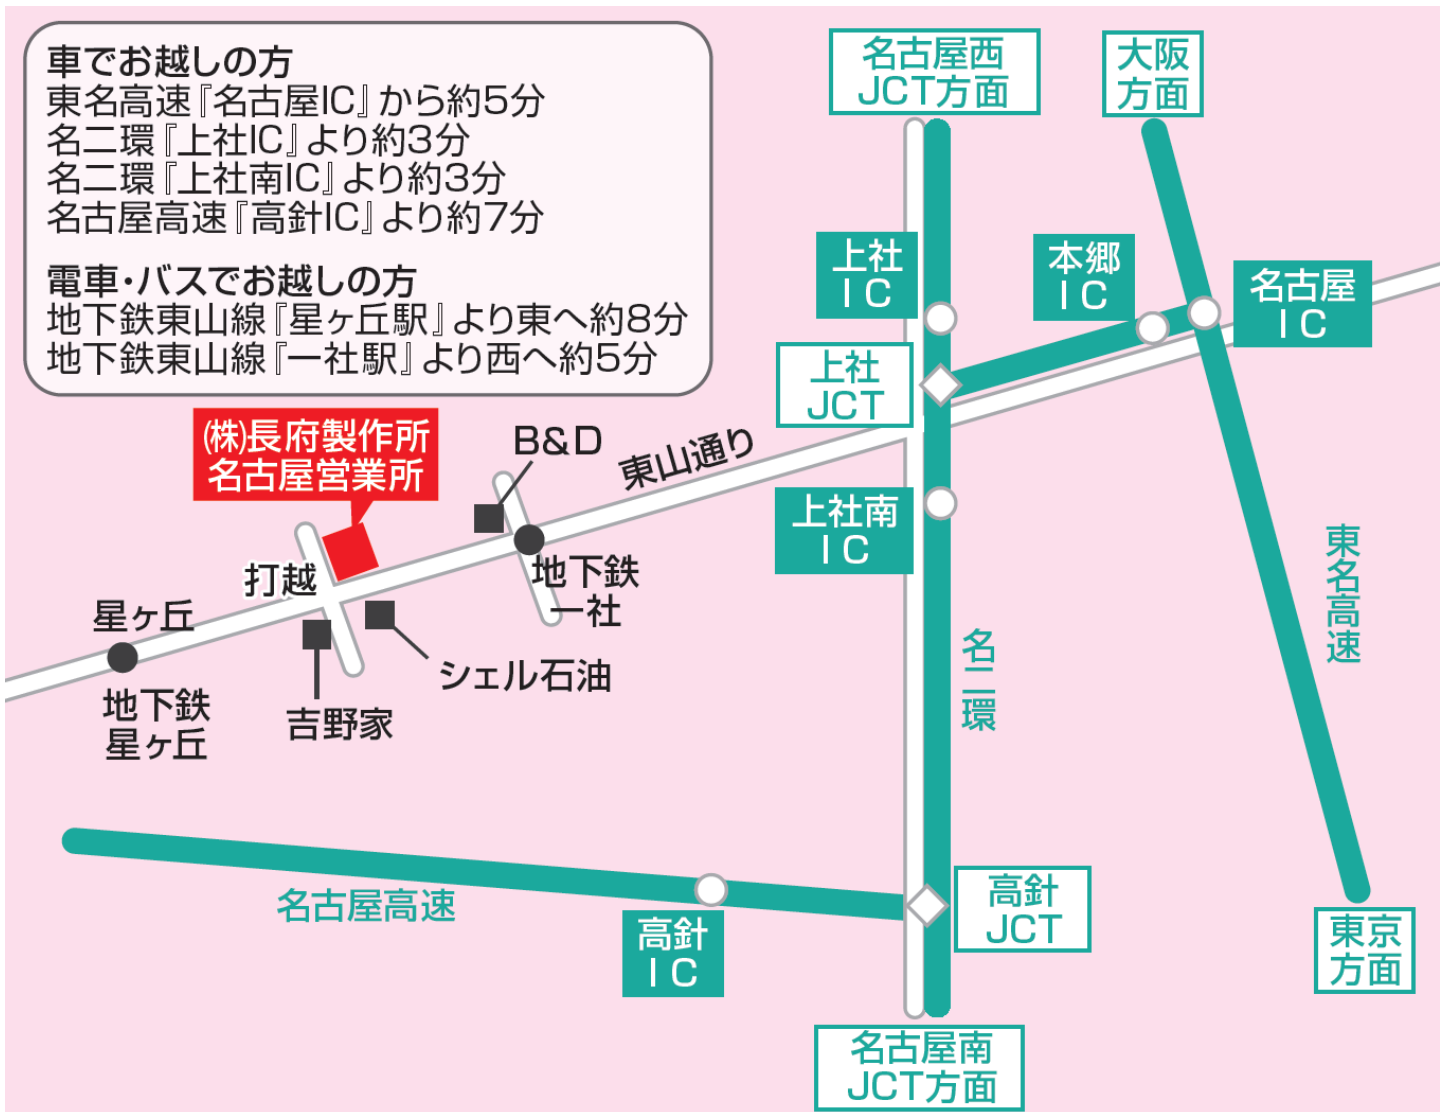 車でお越しの方
東名高速『名古屋IC』から約5分
名二環『上社IC』より約3分
名二環『上社南IC』より約3分
名古屋高速『高針IC』より約7分
電車・バスでお越しの方
地下鉄東山線『星ヶ丘駅』より東へ約8分
地下鉄東山線『一社駅』より西へ約5分
名古屋西
JCT方面
大阪
方面
上社
IC
本郷
IC
名古屋
IC
上社
JCT
㈱長府製作所
名古屋営業所
B&D
東山通り
上社南
IC
打越
地下鉄
一社
星ヶ丘
地下鉄
星ヶ丘
シェル石油
吉野家
名二環
東名高速
名古屋高速
高針
IC
高針
JCT
東京
方面
名古屋南
JCT方面